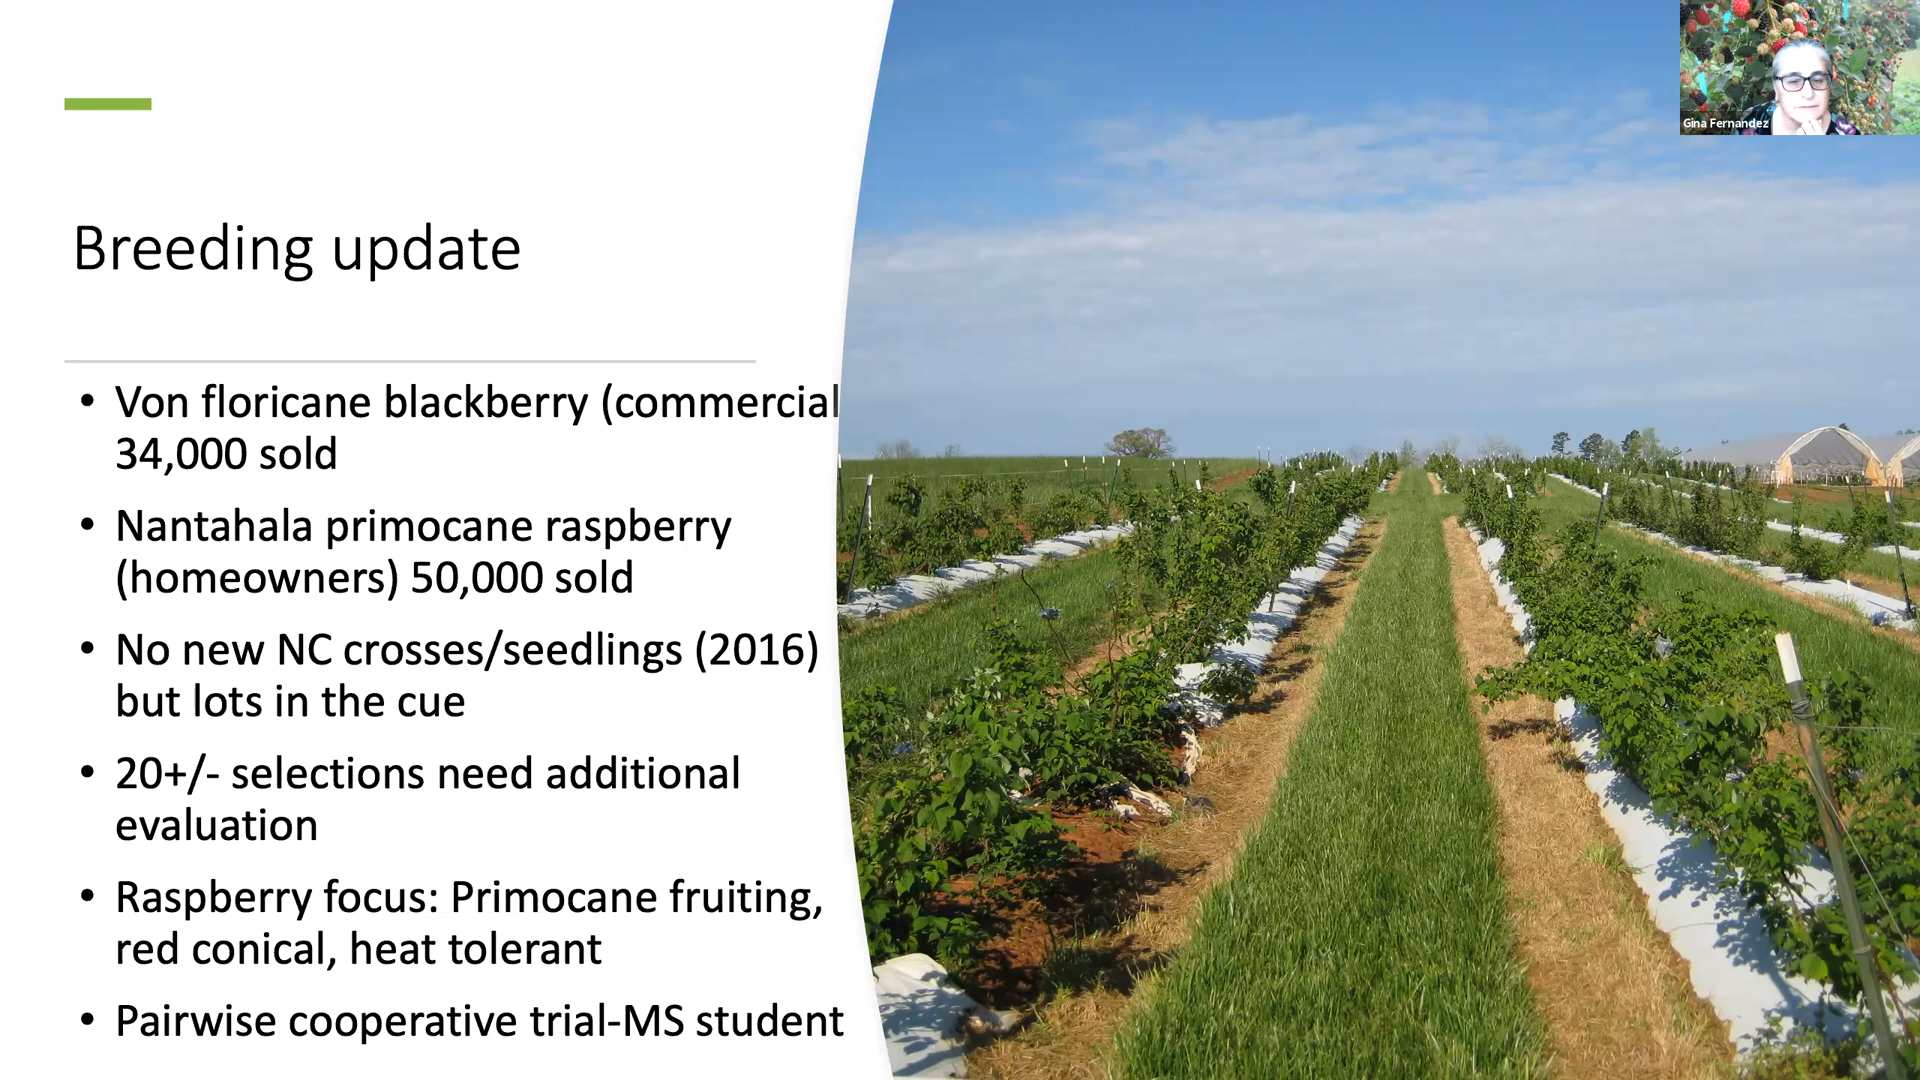 Gina Fernandez
Breeding update
• Von floricane blackberry (commercial
34,000 sold
• Nantahala primocane raspberry
(homeowners) 50,000 sold
• No new NC crosses/seedlings (2016)
but lots in the cue
• 20+/- selections need additional
evaluation
• Raspberry focus: Primocane fruiting,
red conical, heat tolerant
• Pairwise cooperative trial-MS student